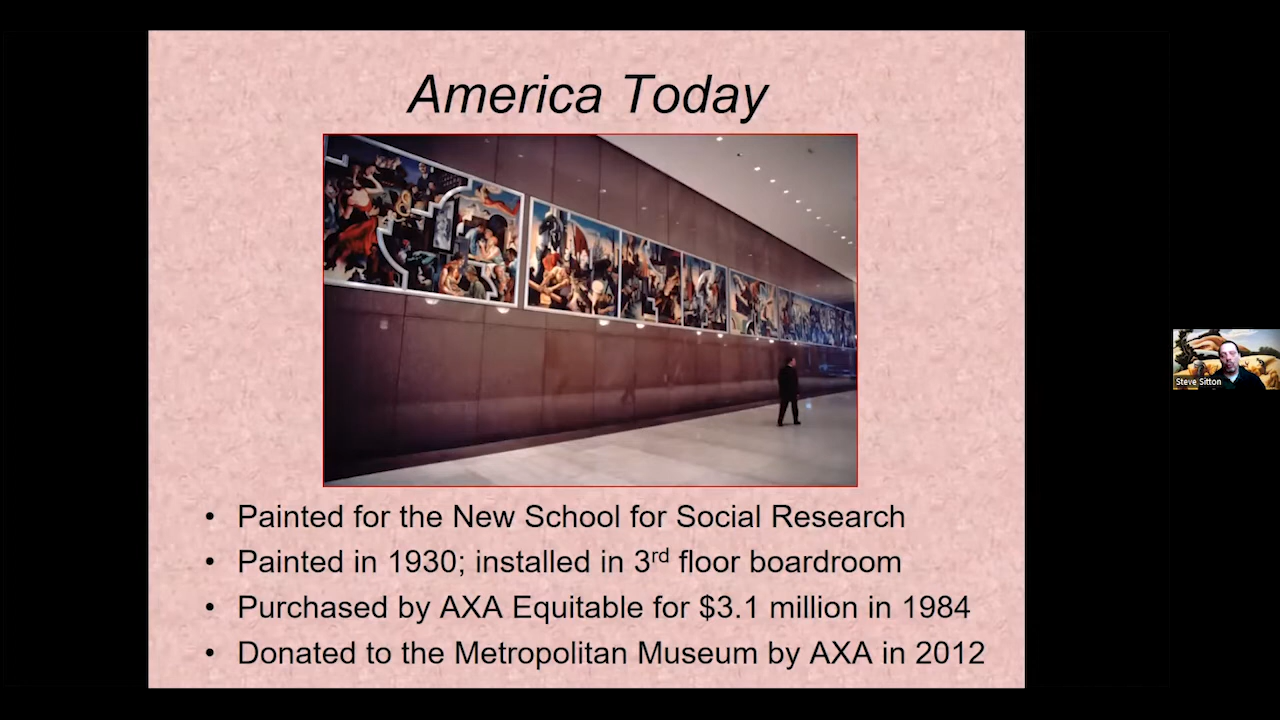 America Today
• Painted for the New School for Social Research
• Painted in 1930; installed in 3rd floor boardroom
• Purchased by AXA Equitable for $3.1 million in 1984
• Donated to the Metropolitan Museum by AXA in 2012
Steve Sitton